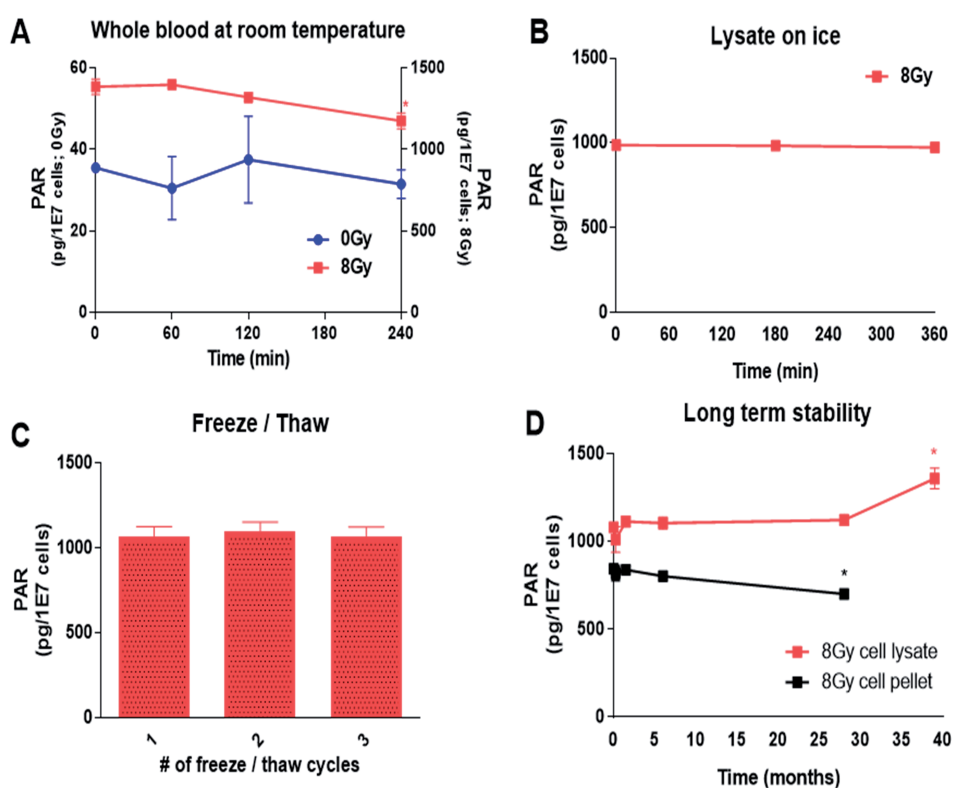 A
Whole blood at room temperature
60
40
20
0
1500
1000
500
0
PAR
(pg/1E7 cells; 0Gy)
PAR
(pg/1E7 cells; 8Gy)
*
0Gy
8Gy
0 60 120 180 240
Time (min)
B
Lysate on ice
1500
1000
500
0
PAR
(pg/1E7 cells)
8Gy
0 60 120 180 240 300 360
Time (min)
C
Freeze / Thaw
1500
1000
500
0
PAR
(pg/1E7 cells)
1 2 3
# of freeze / thaw cycles
D
Long term stability
1500
1000
500
0
PAR
(pg/1E7 cells)
*
*
8Gy cell lysate
8Gy cell pellet
0 5 10 15 20 25 30 35 40
Time (months)